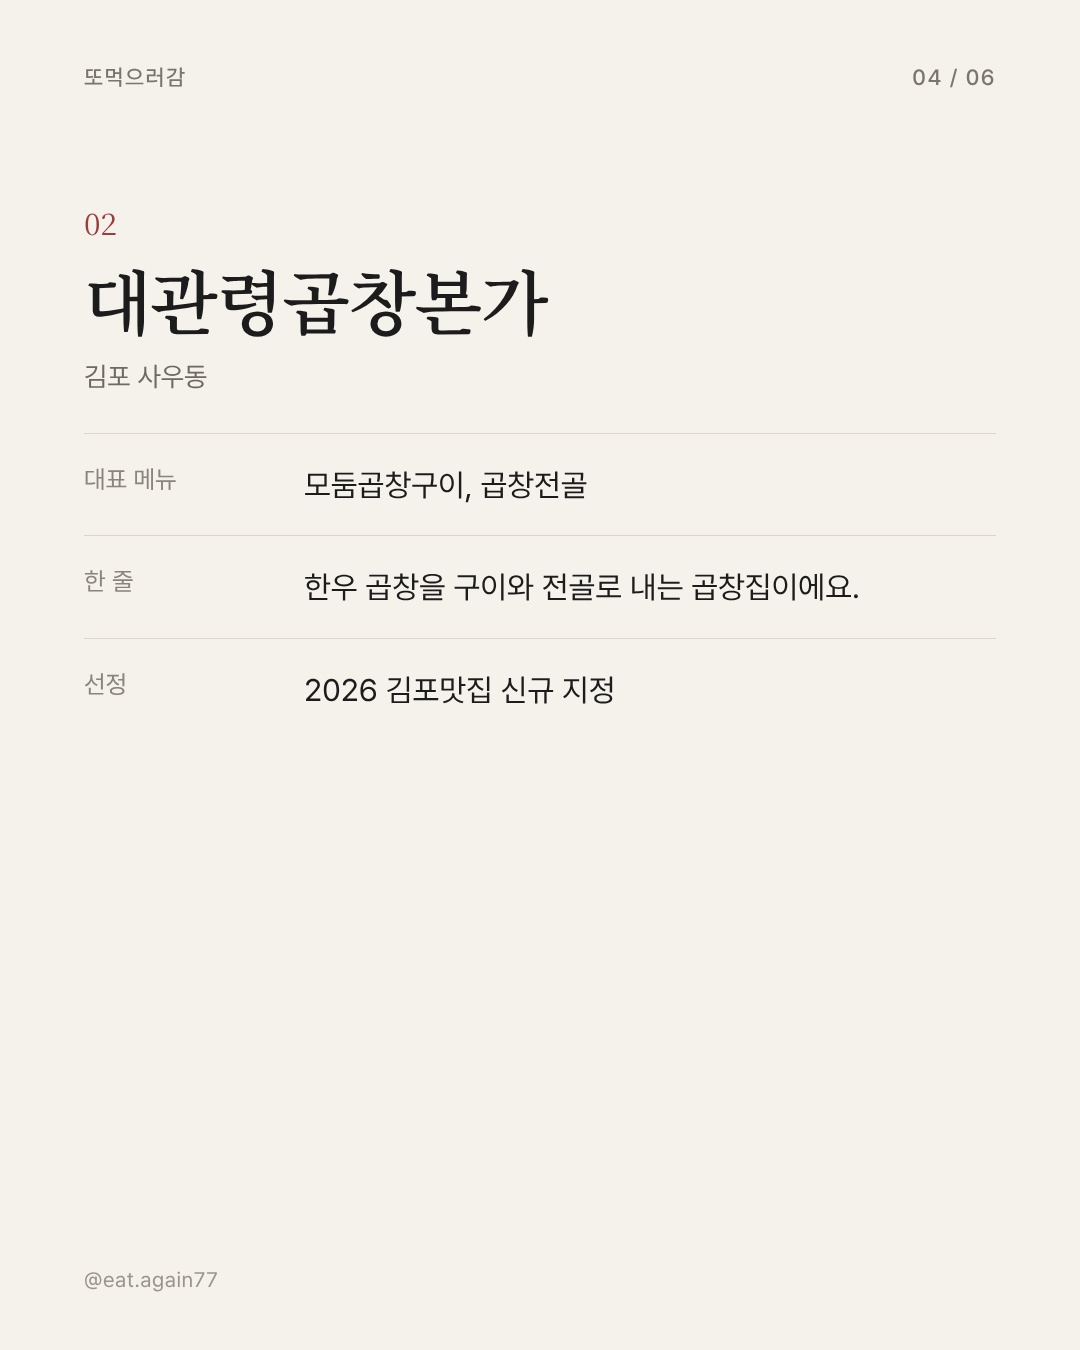 또먹으러감
04 / 06
02
대관령곱창본가
김포 사우동
대표 메뉴
모둠곱창구이, 곱창전골
한 줄
한우 곱창을 구이와 전골로 내는 곱창집이에요.
선정
2026 김포맛집 신규 지정
@eat.again77